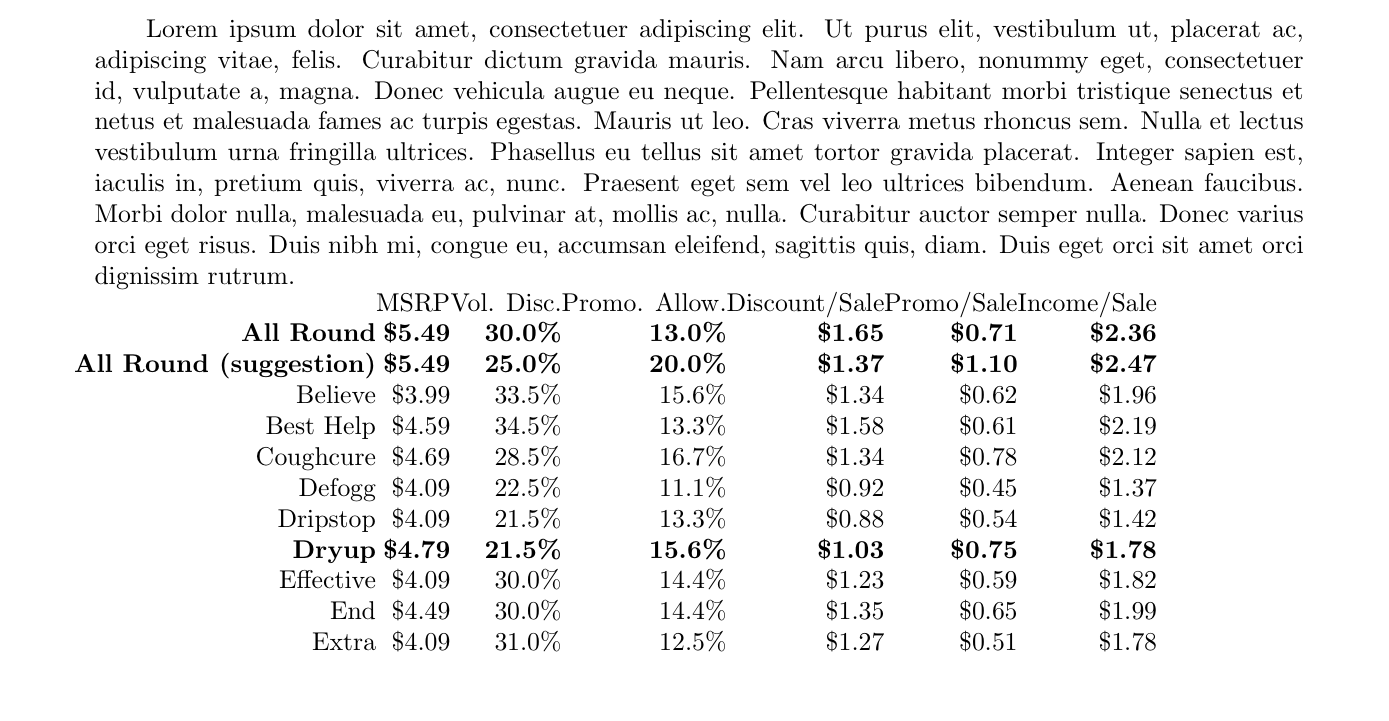 Lorem ipsum dolor sit amet, consectetuer adipiscing elit. Ut purus elit, vestibulum ut, placerat ac,
adipiscing vitae, felis. Curabitur dictum gravida mauris. Nam arcu libero, nonummy eget, consectetuer
id, vulputate a, magna. Donec vehicula augue eu neque. Pellentesque habitant morbi tristique senectus et
netus et malesuada fames ac turpis egestas. Mauris ut leo. Cras viverra metus rhoncus sem. Nulla et lectus
vestibulum urna fringilla ultrices. Phasellus eu tellus sit amet tortor gravida placerat. Integer sapien est,
iaculis in, pretium quis, viverra ac, nunc. Praesent eget sem vel leo ultrices bibendum. Aenean faucibus.
Morbi dolor nulla, malesuada eu, pulvinar at, mollis ac, nulla. Curabitur auctor semper nulla. Donec varius
orci eget risus. Duis nibh mi, congue eu, accumsan eleifend, sagittis quis, diam. Duis eget orci sit amet orci
dignissim rutrum.
MSRPVol. Disc.Promo. Allow.Discount/SalePromo/SaleIncome/Sale
All Round $5.49 30.0% 13.0% $1.65 $0.71 $2.36
All Round (suggestion) $5.49 25.0% 20.0% $1.37 $1.10 $2.47
Believe $3.99 33.5% 15.6% $1.34 $0.62 $1.96
Best Help $4.59 34.5% 13.3% $1.58 $0.61 $2.19
Coughcure $4.69 28.5% 16.7% $1.34 $0.78 $2.12
Defogg $4.09 22.5% 11.1% $0.92 $0.45 $1.37
Dripstop $4.09 21.5% 13.3% $0.88 $0.54 $1.42
Dryup $4.79 21.5% 15.6% $1.03 $0.75 $1.78
Effective $4.09 30.0% 14.4% $1.23 $0.59 $1.82
End $4.49 30.0% 14.4% $1.35 $0.65 $1.99
Extra $4.09 31.0% 12.5% $1.27 $0.51 $1.78